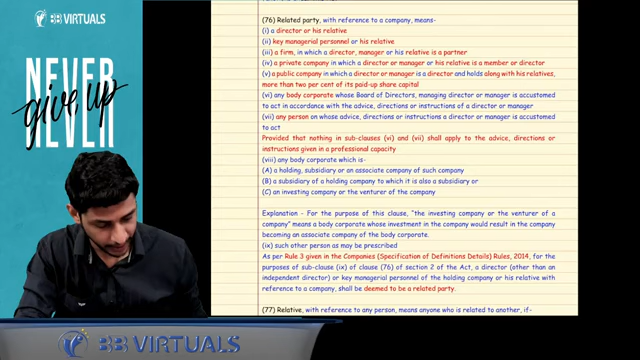 BB VIRTUALS
NEVER
give up
NEVER
(76) Related party, with reference to a company, means-
(i) a director or his relative
(ii) key managerial personnel or his relative
(iii) a firm, in which a director, manager or his relative is a partner
(iv) a private company in which a director or manager or his relative is a member or director
(v) a public company in which a director or manager is a director and holds along with his relatives,
more than two per cent of its paid-up share capital
(vi) any body corporate whose Board of Directors, managing director or manager is accustomed
to act in accordance with the advice, directions or instructions of a director or manager
(vii) any person on whose advice, directions or instructions a director or manager is accustomed
to act
Provided that nothing in sub-clauses (vi) and (vii) shall apply to the advice, directions or
instructions given in a professional capacity
(viii) any body corporate which is-
(A) a holding, subsidiary or an associate company of such company
(B) a subsidiary of a holding company to which it is also a subsidiary or
(C) an investing company or the venturer of the company
Explanation - For the purpose of this clause, "the investing company or the venturer of a
company" means a body corporate whose investment in the company would result in the company
becoming an associate company of the body corporate.
(ix) such other person as may be prescribed
As per Rule 3 given in the Companies (Specification of Definitions Details) Rules, 2014, for the
purposes of sub-clause (ix) of clause (76) of section 2 of the Act, a director (other than an
independent director) or key managerial personnel of the holding company or his relative with
reference to a company, shall be deemed to be a related party.
(77) Relative, with reference to any person, means anyone who is related to another, if-
BB VIRTUALS